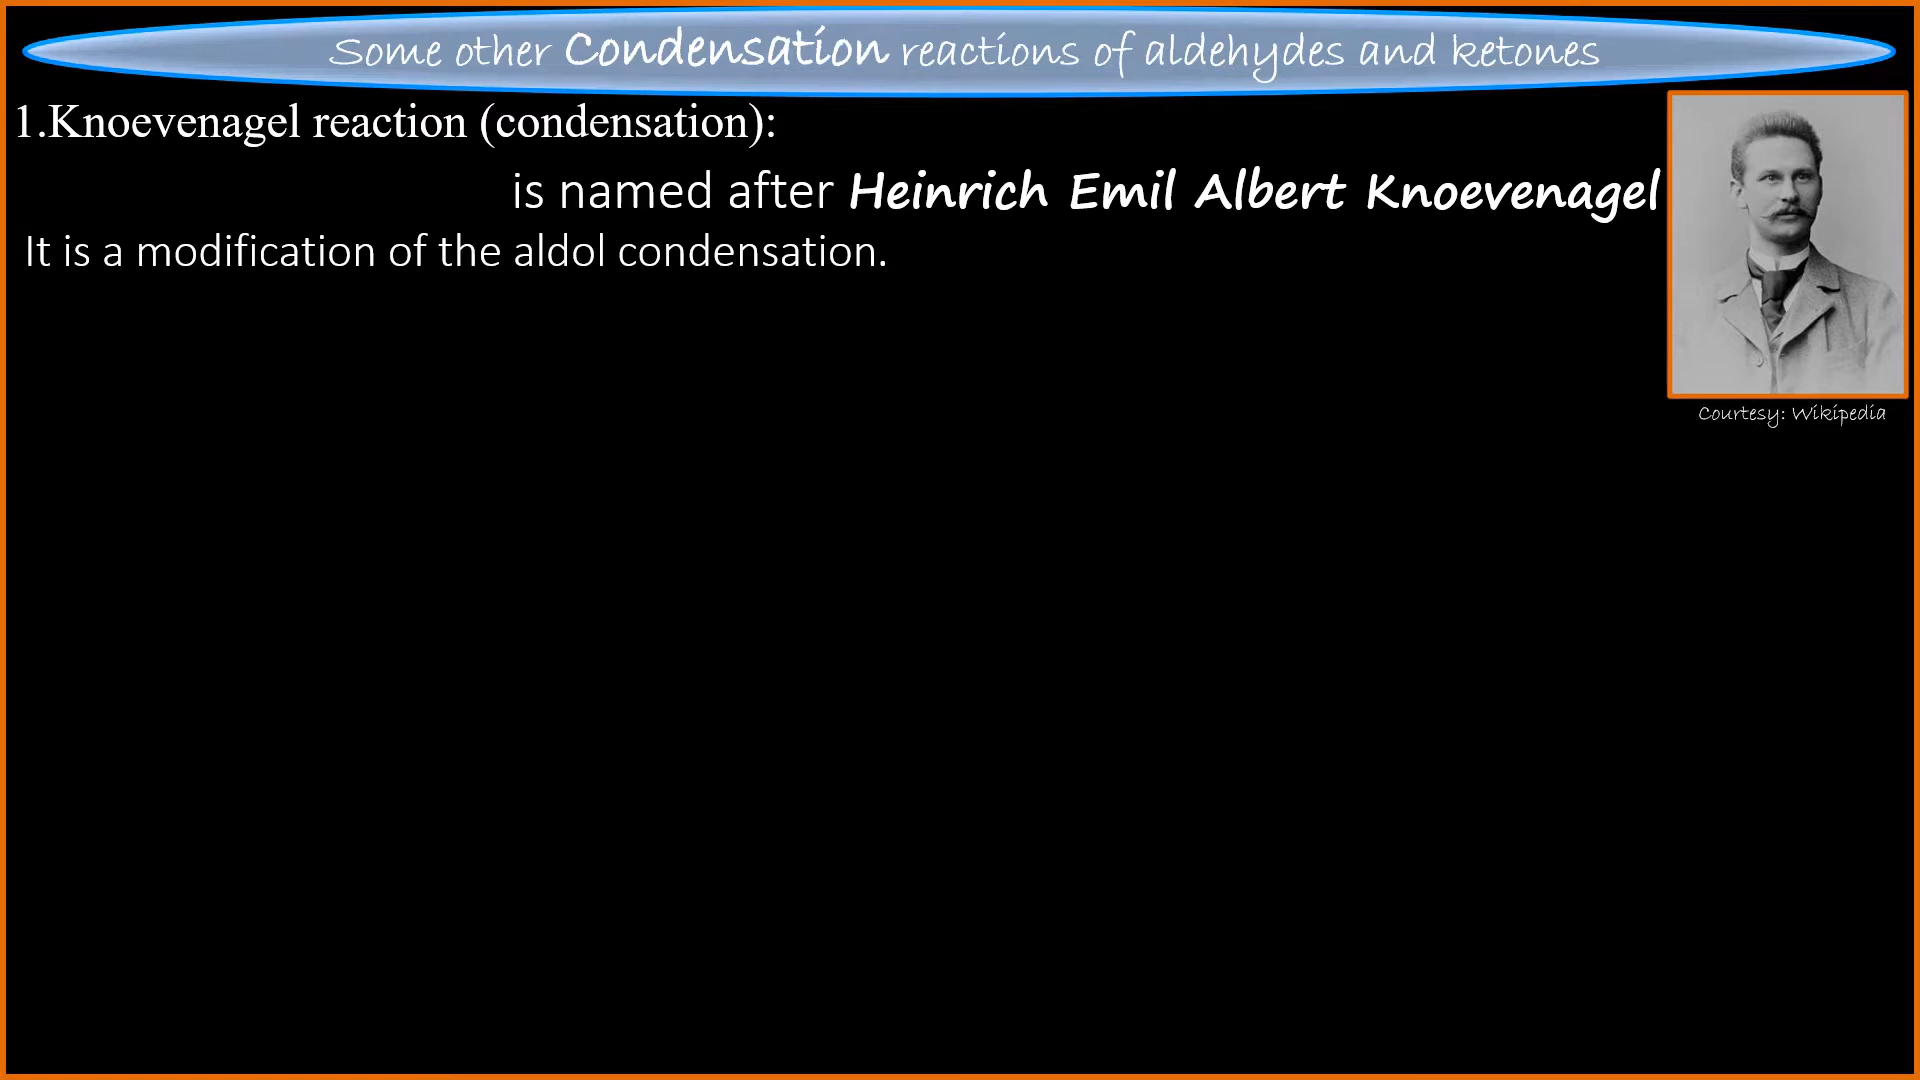 Some other Condensation reactions of aldehydes and ketones
1.Knoevenagel reaction (condensation):
is named after Heinrich Emil Albert Knoevenagel
It is a modification of the aldol condensation.
Courtesy: Wikipedia